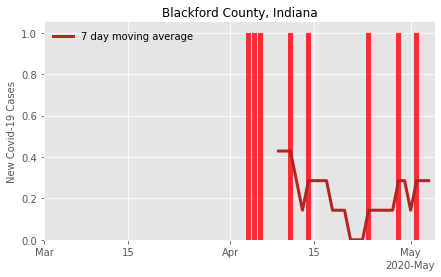 Blackford County, Indiana
7 day moving average
New Covid-19 Cases
1.0
0.8
0.6
0.4
0.2
0.0
Mar 15 Apr 15 May
2020-May